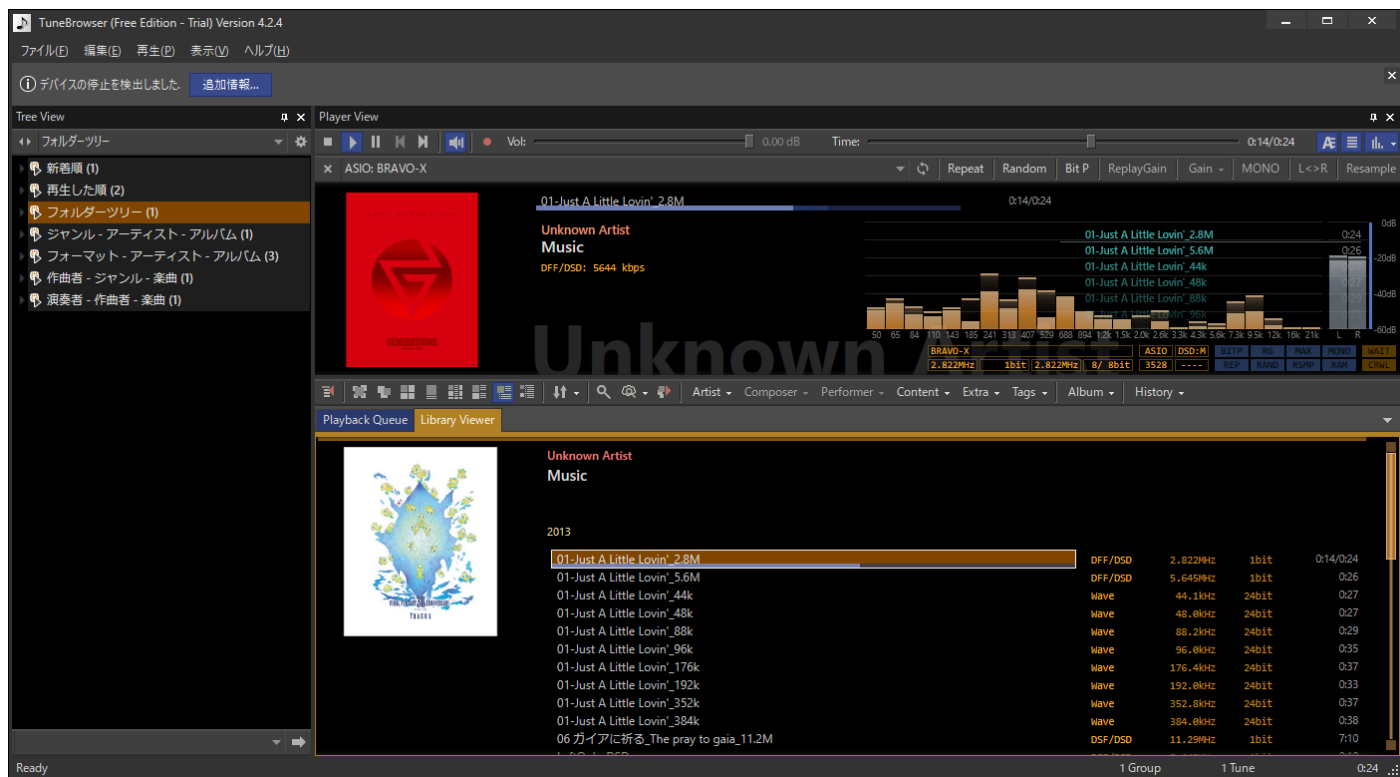 TuneBrowser (Free Edition - Trial) Version 4.2.4
ファイル(F) 編集(E) 再生(P) 表示(V) ヘルプ(H)
デバイスの停止を検出しました. 追加情報...
Tree View
フォルダーツリー
新着順 (1)
再生した順 (2)
フォルダーツリー (1)
ジャンル - アーティスト - アルバム (1)
フォーマット - アーティスト - アルバム (3)
作曲者 - ジャンル - 楽曲 (1)
演奏者 - 作曲者 - 楽曲 (1)
Player View
Vol: 0.00 dB Time: 0:14/0:24
ASIO: BRAVO-X Repeat Random Bit P ReplayGain Gain MONO L<>R Resample
GENERATIONS
01-Just A Little Lovin'_2.8M 0:14/0:24
Unknown Artist
Music
DFF/DSD: 5644 kbps
Unknown Artist
01-Just A Little Lovin'_2.8M 0:24
01-Just A Little Lovin'_5.6M 0:26
01-Just A Little Lovin'_44k 0:27
01-Just A Little Lovin'_48k 0:27
01-Just A Little Lovin'_88k 0:29
01-Just A Little Lovin'_96k
0dB
-20dB
-40dB
-60dB
50 65 84 110 143 185 241 313 407 529 688 894 1.2k 1.5k 2.0k 2.6k 3.3k 4.3k 5.6k 7.3k 9.5k 12k 16k 21k L R
BRAVO-X ASIO DSD:M BITP RG MAX MONO WAIT
2.822MHz 1bit 2.822MHz 8/ 8bit 3528 ---- REP RAND RSMP RAM CRWL
Artist Composer Performer Content Extra Tags Album History
Playback Queue Library Viewer
TRACKS
Unknown Artist
Music
2013
01-Just A Little Lovin'_2.8M DFF/DSD 2.822MHz 1bit 0:14/0:24
01-Just A Little Lovin'_5.6M DFF/DSD 5.645MHz 1bit 0:26
01-Just A Little Lovin'_44k Wave 44.1kHz 24bit 0:27
01-Just A Little Lovin'_48k Wave 48.0kHz 24bit 0:27
01-Just A Little Lovin'_88k Wave 88.2kHz 24bit 0:29
01-Just A Little Lovin'_96k Wave 96.0kHz 24bit 0:35
01-Just A Little Lovin'_176k Wave 176.4kHz 24bit 0:37
01-Just A Little Lovin'_192k Wave 192.0kHz 24bit 0:33
01-Just A Little Lovin'_352k Wave 352.8kHz 24bit 0:37
01-Just A Little Lovin'_384k Wave 384.0kHz 24bit 0:38
06 ガイアに祈る_The pray to gaia_11.2M DSF/DSD 11.29MHz 1bit 7:10
Ready 1 Group 1 Tune 0:24